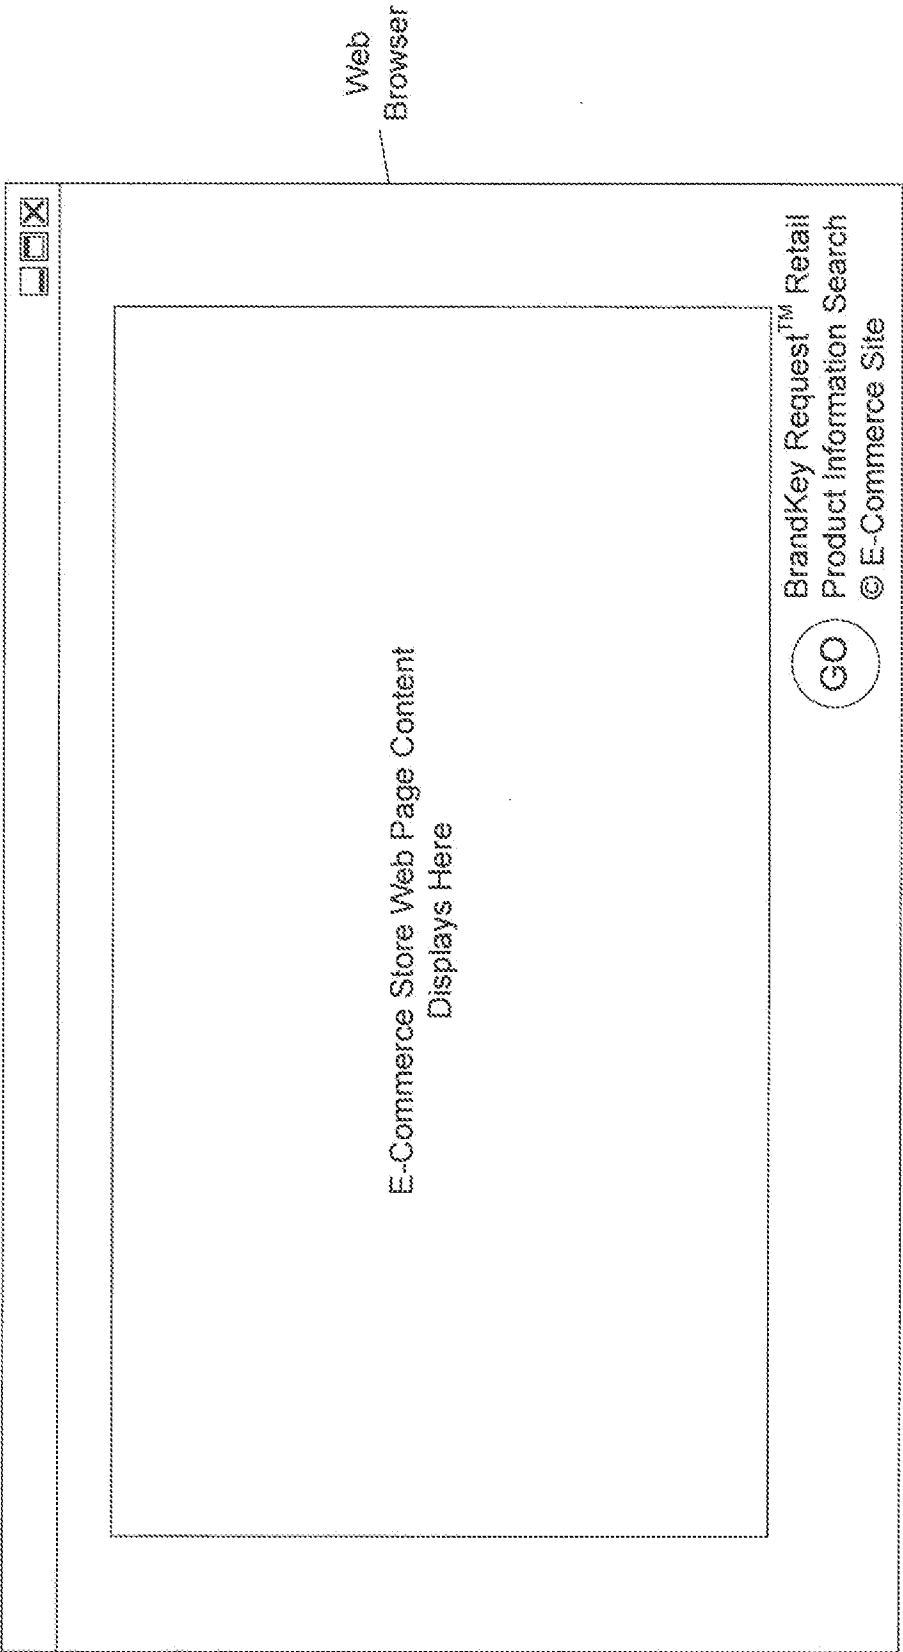 Web
Browser
E-Commerce Store Web Page Content
Displays Here
GO
BrandKey Request™ Retail
Product Information Search
© E-Commerce Site